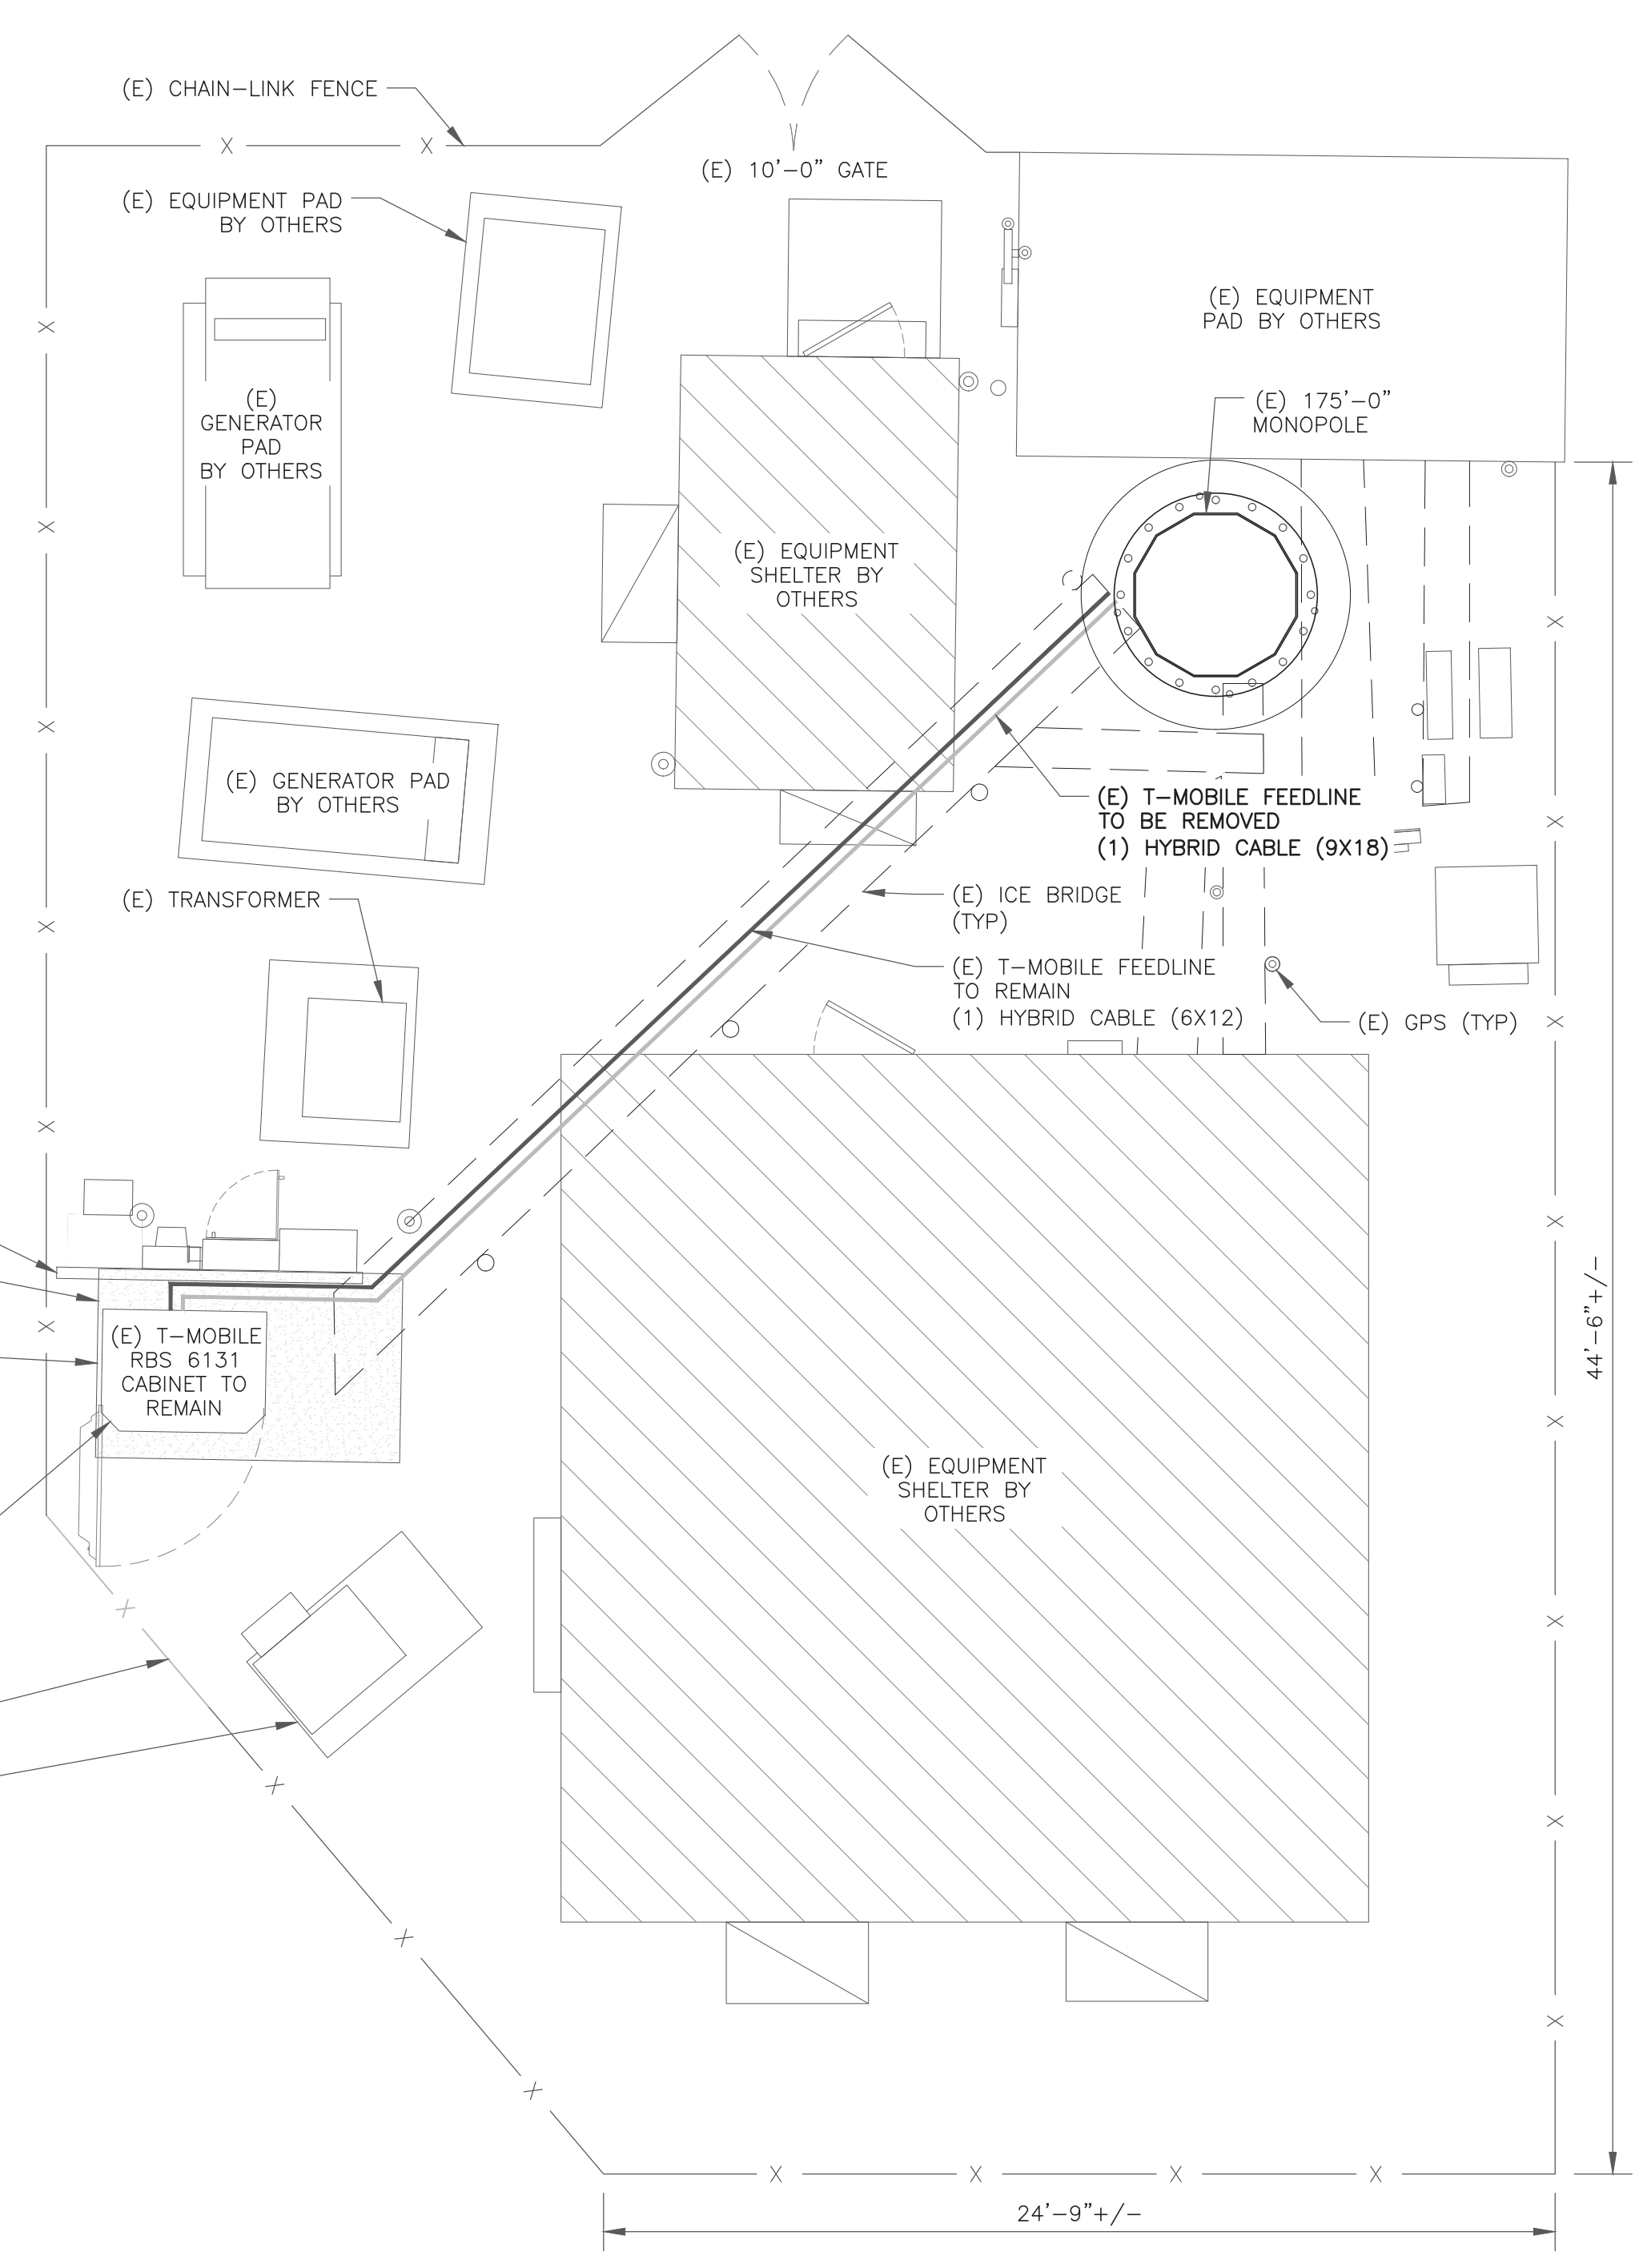 (E) CHAIN-LINK FENCE
(E) 10'-0" GATE
(E) EQUIPMENT PAD
BY OTHERS
(E) EQUIPMENT
PAD BY OTHERS
(E)
GENERATOR
PAD
BY OTHERS
(E) 175'-0"
MONOPOLE
(E) EQUIPMENT
SHELTER BY
OTHERS
(E) GENERATOR PAD
BY OTHERS
(E) T-MOBILE FEEDLINE
TO BE REMOVED
(1) HYBRID CABLE (9X18)
(E) TRANSFORMER
(E) ICE BRIDGE
(TYP)
(E) T-MOBILE FEEDLINE
TO REMAIN
(1) HYBRID CABLE (6X12)
(E) GPS (TYP)
(E) T-MOBILE
RBS 6131
CABINET TO
REMAIN
44'-6"+/-
(E) EQUIPMENT
SHELTER BY
OTHERS
24'-9"+/-